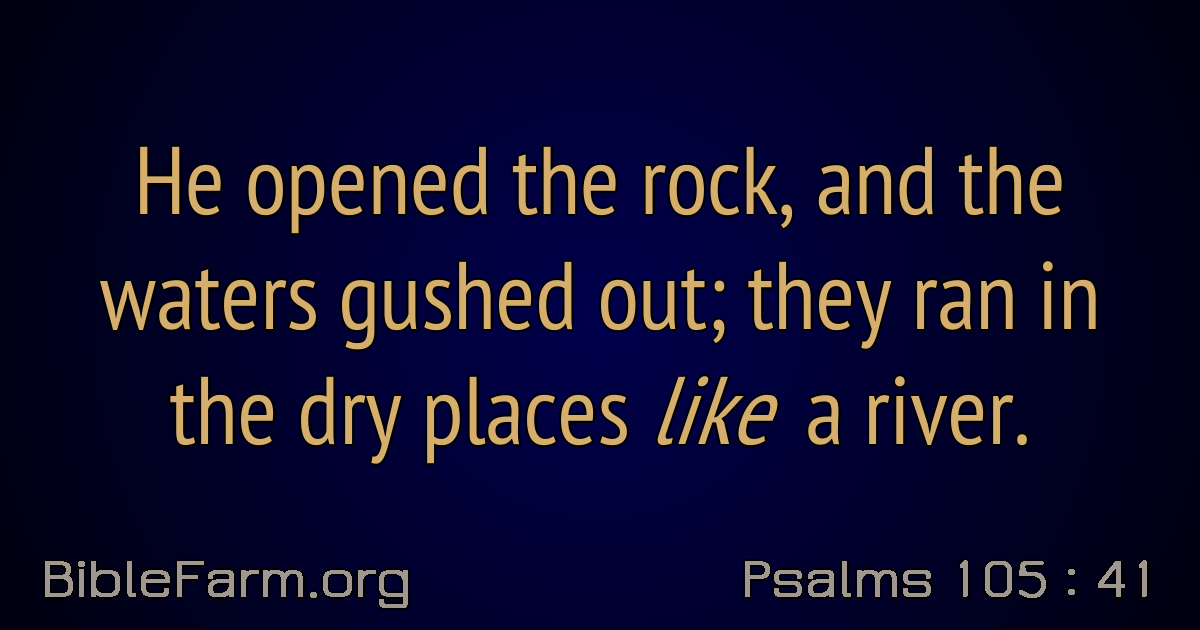 He opened the rock, and the
waters gushed out; they ran in
the dry places like a river.
BibleFarm.org
Psalms 105 : 41